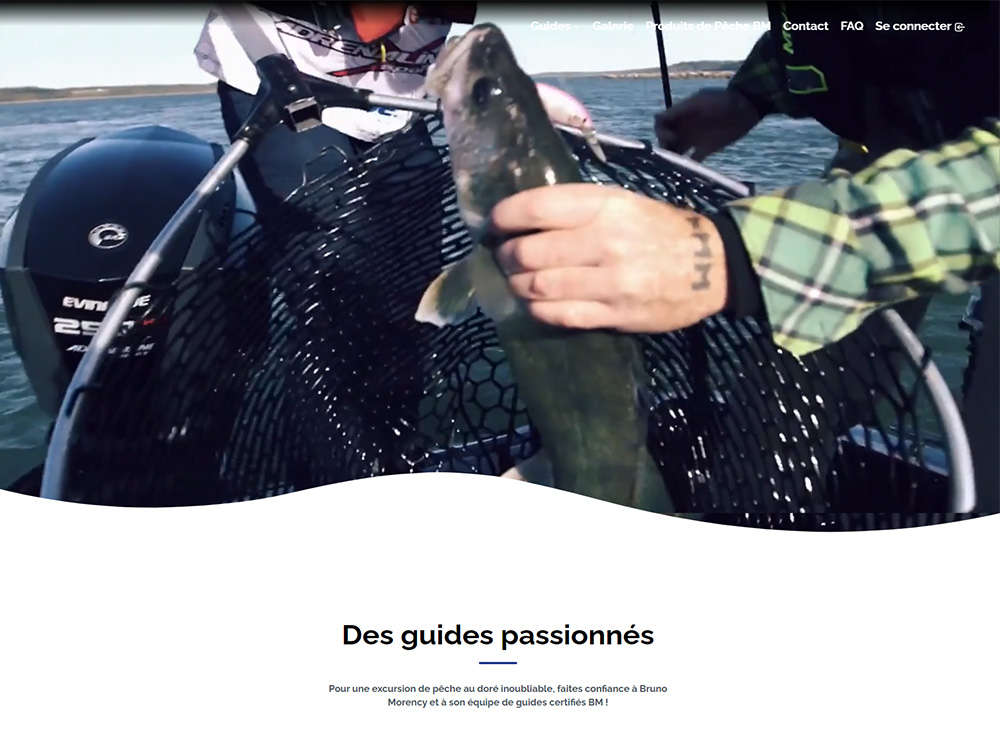 Guides
Galerie
Produits de Pêche BM
Contact
FAQ
Se connecter
EVINRUDE
Des guides passionnés
Pour une excursion de pêche au doré inoubliable, faites confiance à Bruno
Morency et à son équipe de guides certifiés BM !